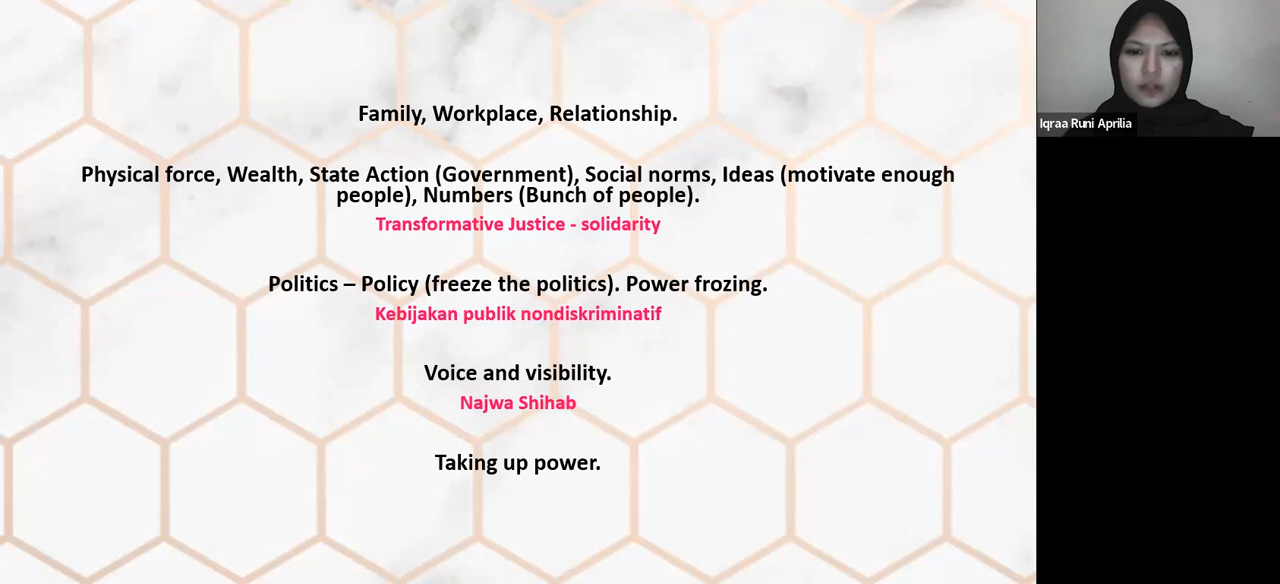 Family, Workplace, Relationship.
Physical force, Wealth, State Action (Government), Social norms, Ideas (motivate enough
people), Numbers (Bunch of people).
Transformative Justice - solidarity
Politics – Policy (freeze the politics). Power frozing.
Kebijakan publik nondiskriminatif
Voice and visibility.
Najwa Shihab
Taking up power.
Iqraa Runi Aprilia